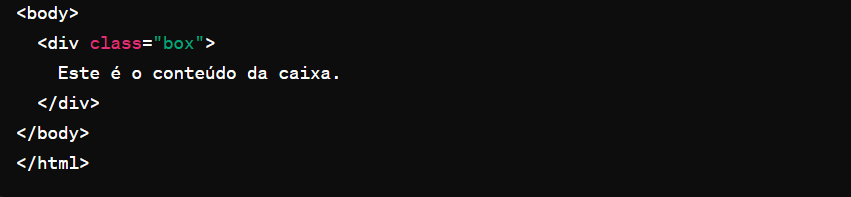 <body>
<div class="box">
Este é o conteúdo da caixa.
</div>
</body>
</html>